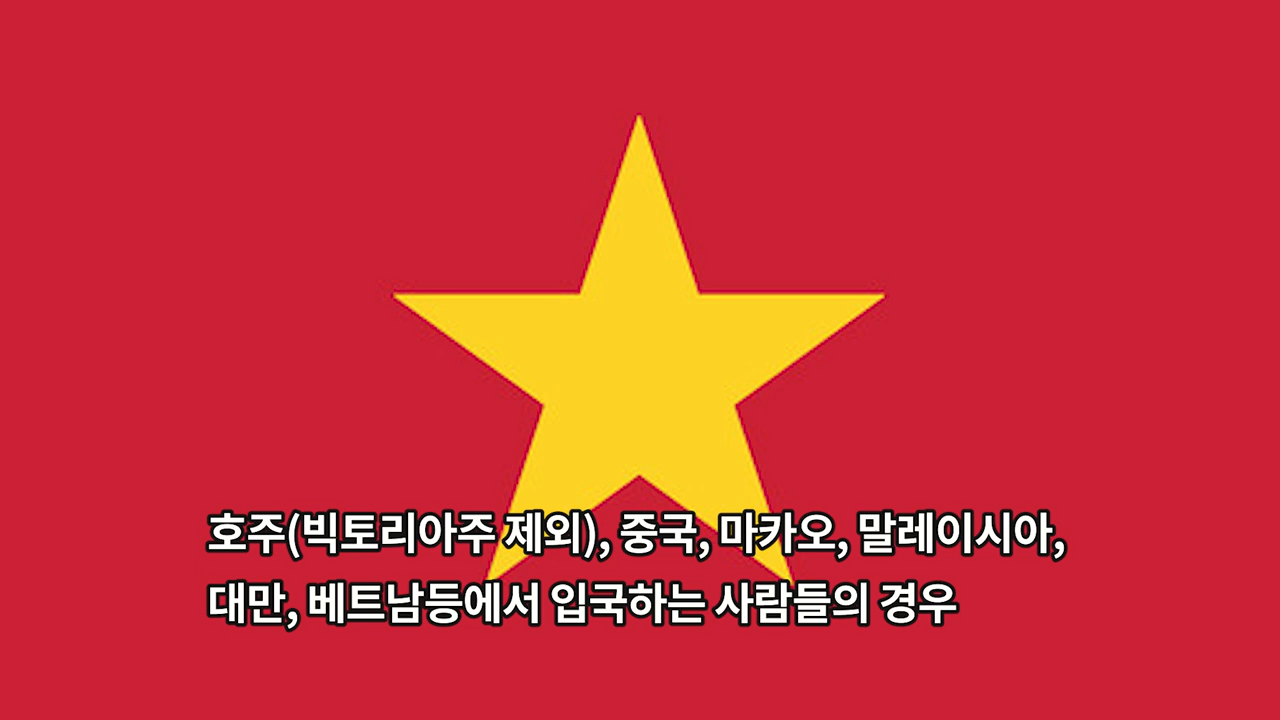 호주(빅토리아주 제외), 중국, 마카오, 말레이시아,
대만, 베트남등에서 입국하는 사람들의 경우